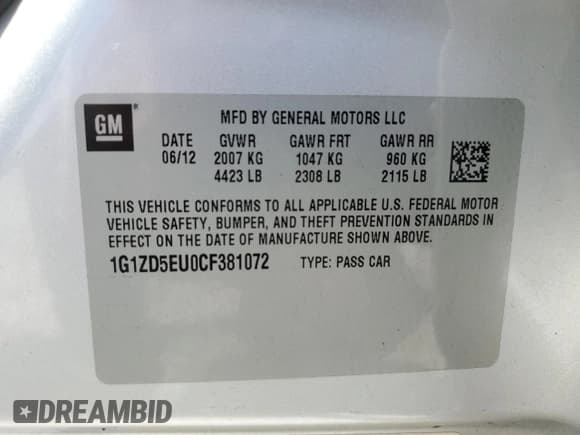 GM
MFD BY GENERAL MOTORS LLC
DATE GVWR GAWR FRT GAWR RR
06/12 2007 KG 1047 KG 960 KG
4423 LB 2308 LB 2115 LB
THIS VEHICLE CONFORMS TO ALL APPLICABLE U.S. FEDERAL MOTOR
VEHICLE SAFETY, BUMPER, AND THEFT PREVENTION STANDARDS IN
EFFECT ON THE DATE OF MANUFACTURE SHOWN ABOVE.
1G1ZD5EU0CF381072 TYPE: PASS CAR
DREAMBID